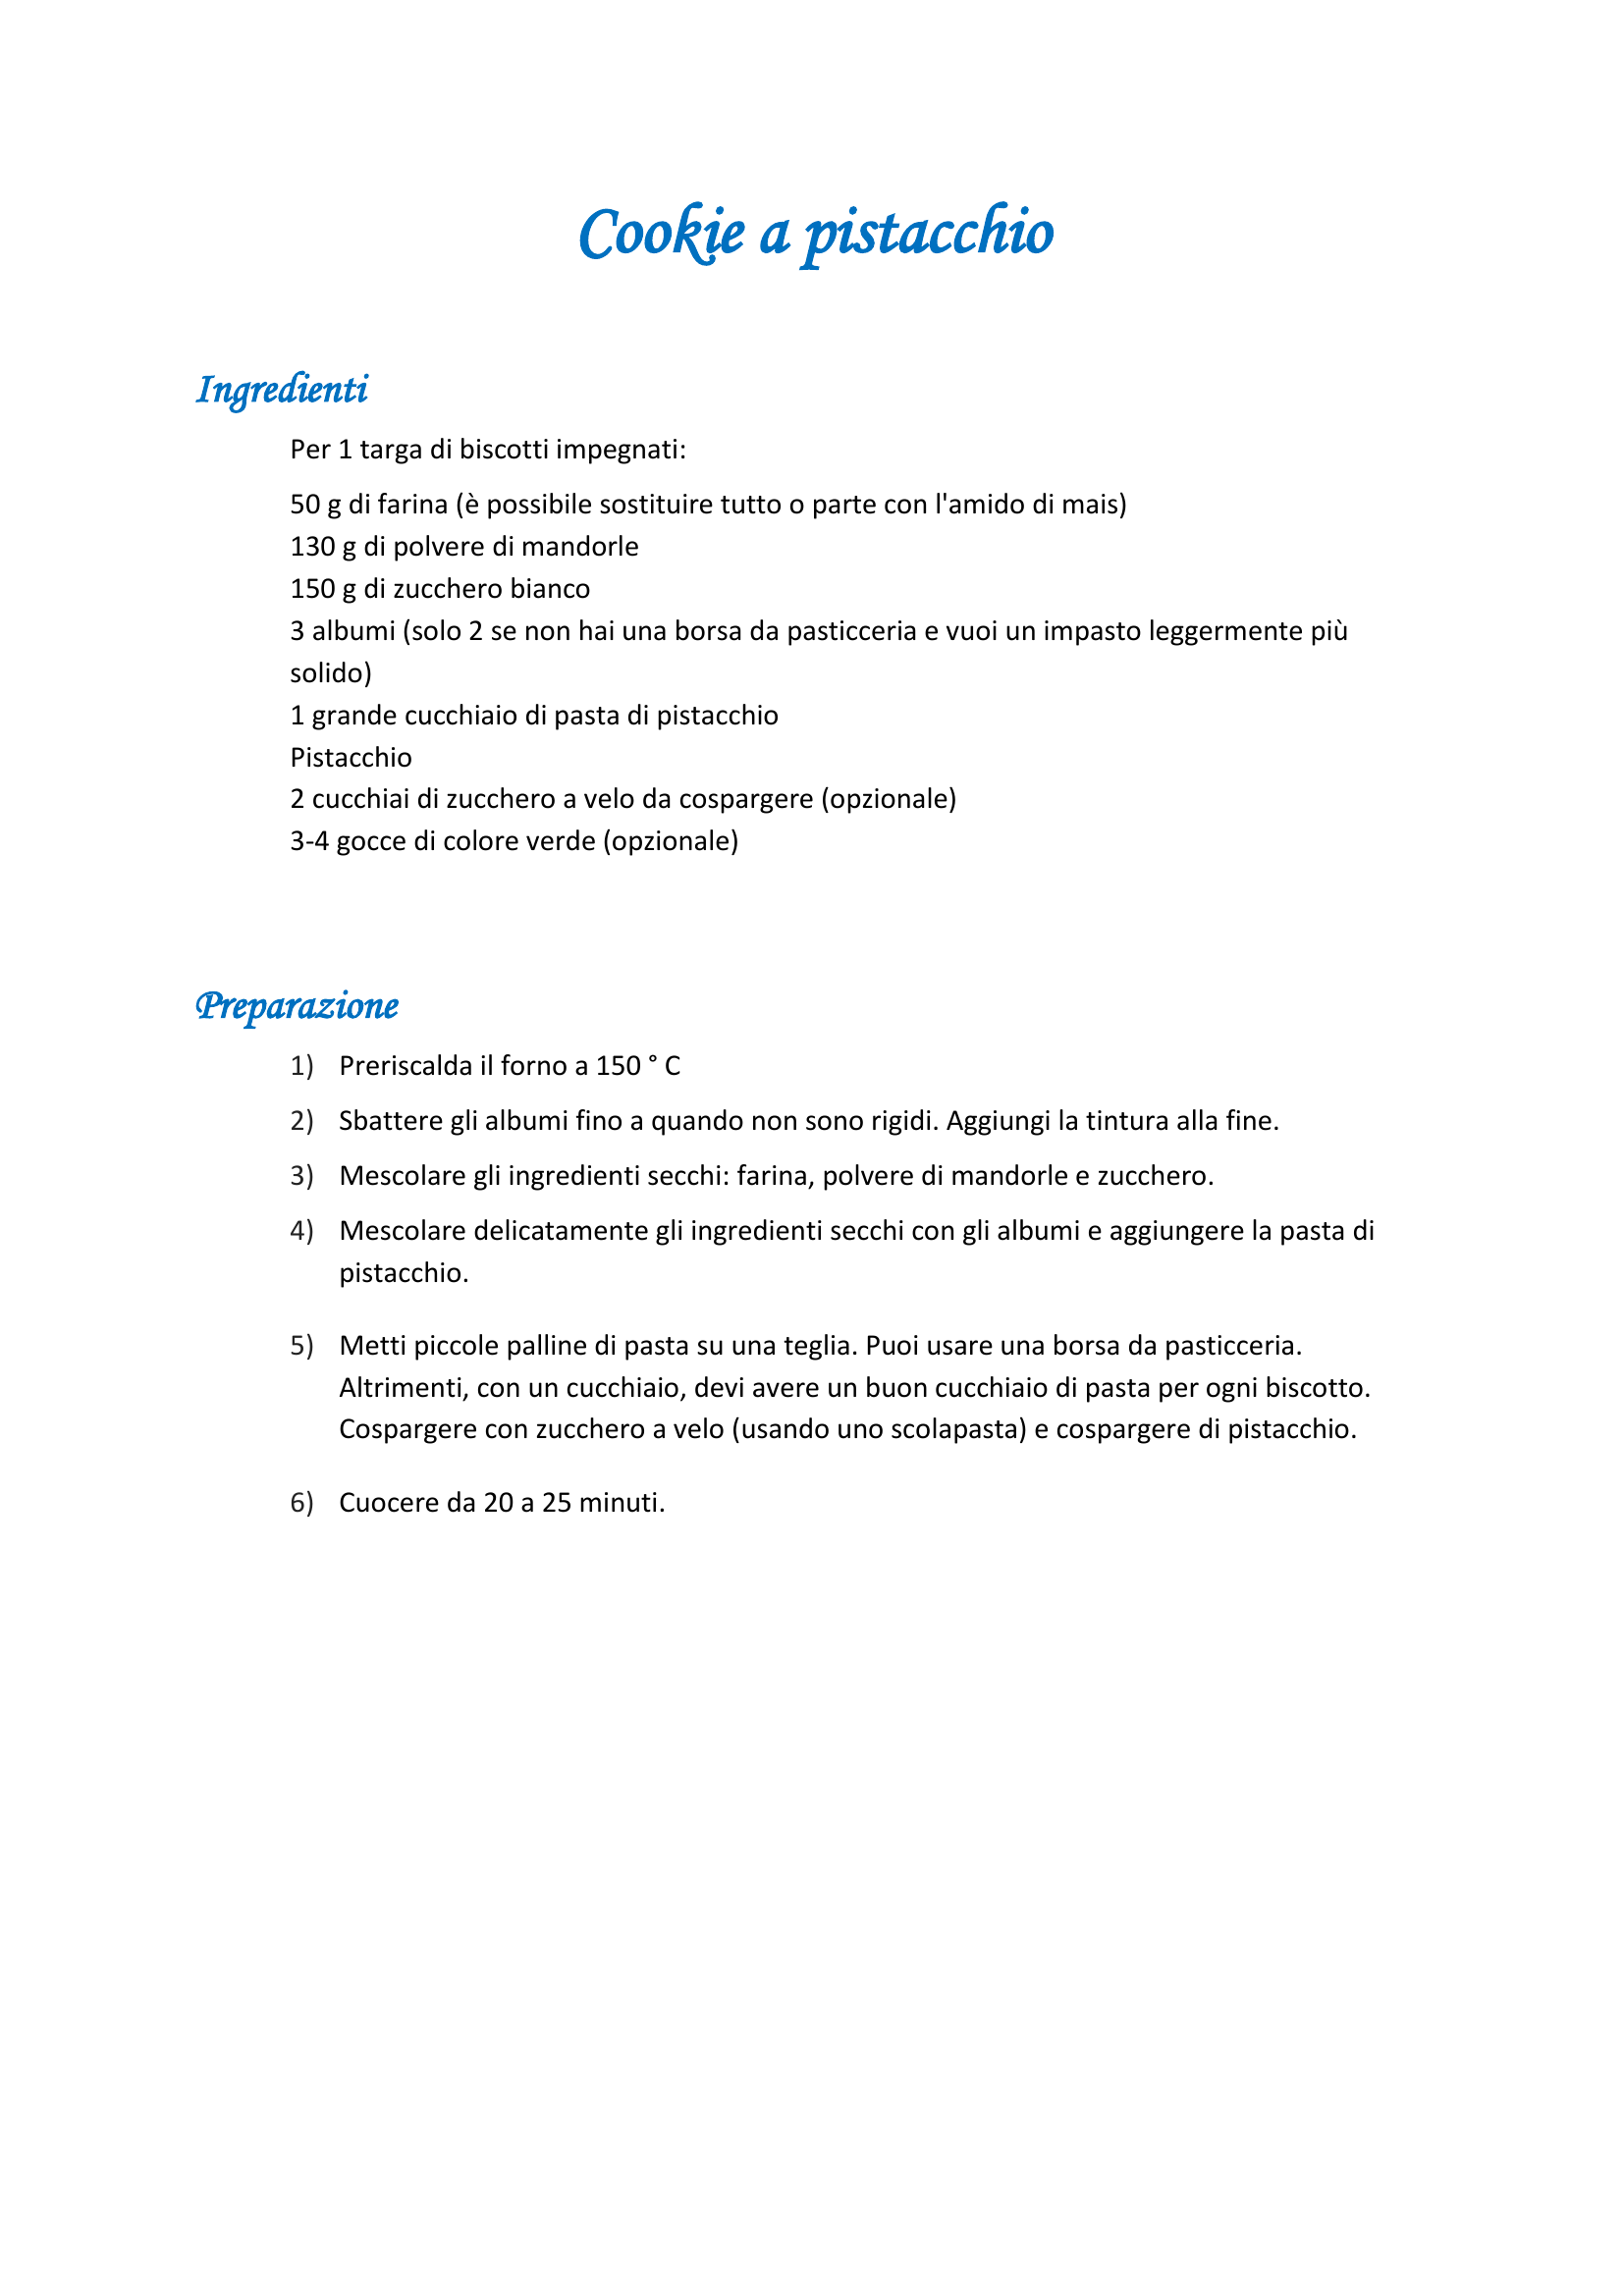 Cookie a pistacchio
Ingredienti
Per 1 targa di biscotti impegnati:
50 g di farina (è possibile sostituire tutto o parte con l'amido di mais)
130 g di polvere di mandorle
150 g di zucchero bianco
3 albumi (solo 2 se non hai una borsa da pasticceria e vuoi un impasto leggermente più
solido)
1 grande cucchiaio di pasta di pistacchio
Pistacchio
2 cucchiai di zucchero a velo da cospargere (opzionale)
3-4 gocce di colore verde (opzionale)
Preparazione
1) Preriscalda il forno a 150 ° C
2) Sbattere gli albumi fino a quando non sono rigidi. Aggiungi la tintura alla fine.
3) Mescolare gli ingredienti secchi: farina, polvere di mandorle e zucchero.
4) Mescolare delicatamente gli ingredienti secchi con gli albumi e aggiungere la pasta di
pistacchio.
5) Metti piccole palline di pasta su una teglia. Puoi usare una borsa da pasticceria.
Altrimenti, con un cucchiaio, devi avere un buon cucchiaio di pasta per ogni biscotto.
Cospargere con zucchero a velo (usando uno scolapasta) e cospargere di pistacchio.
6) Cuocere da 20 a 25 minuti.